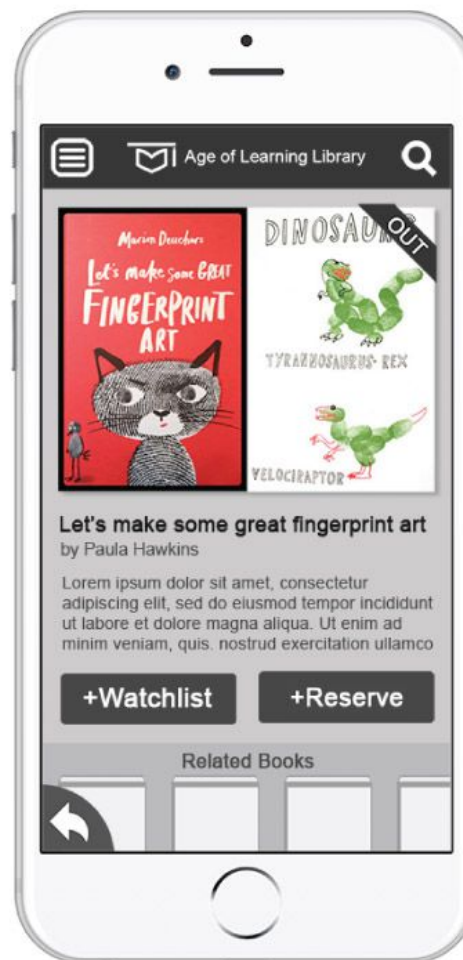 Age of Learning Library
Marion Deuchars
Let's make some GREAT
FINGERPRINT
ART
DINOSAURS
OUT
TYRANNOSAURUS-REX
VELOCIRAPTOR
Let's make some great fingerprint art
by Paula Hawkins
Lorem ipsum dolor sit amet, consectetur
adipiscing elit, sed do eiusmod tempor incididunt
ut labore et dolore magna aliqua. Ut enim ad
minim veniam, quis. nostrud exercitation ullamco
+Watchlist
+Reserve
Related Books